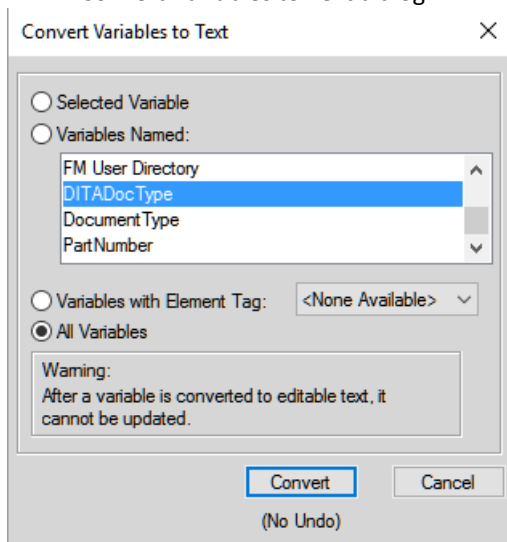 Convert Variables to Text
Selected Variable
Variables Named:
FM User Directory
DITADocType
DocumentType
PartNumber
Variables with Element Tag: <None Available>
All Variables
Warning:
After a variable is converted to editable text, it
cannot be updated.
Convert Cancel
(No Undo)